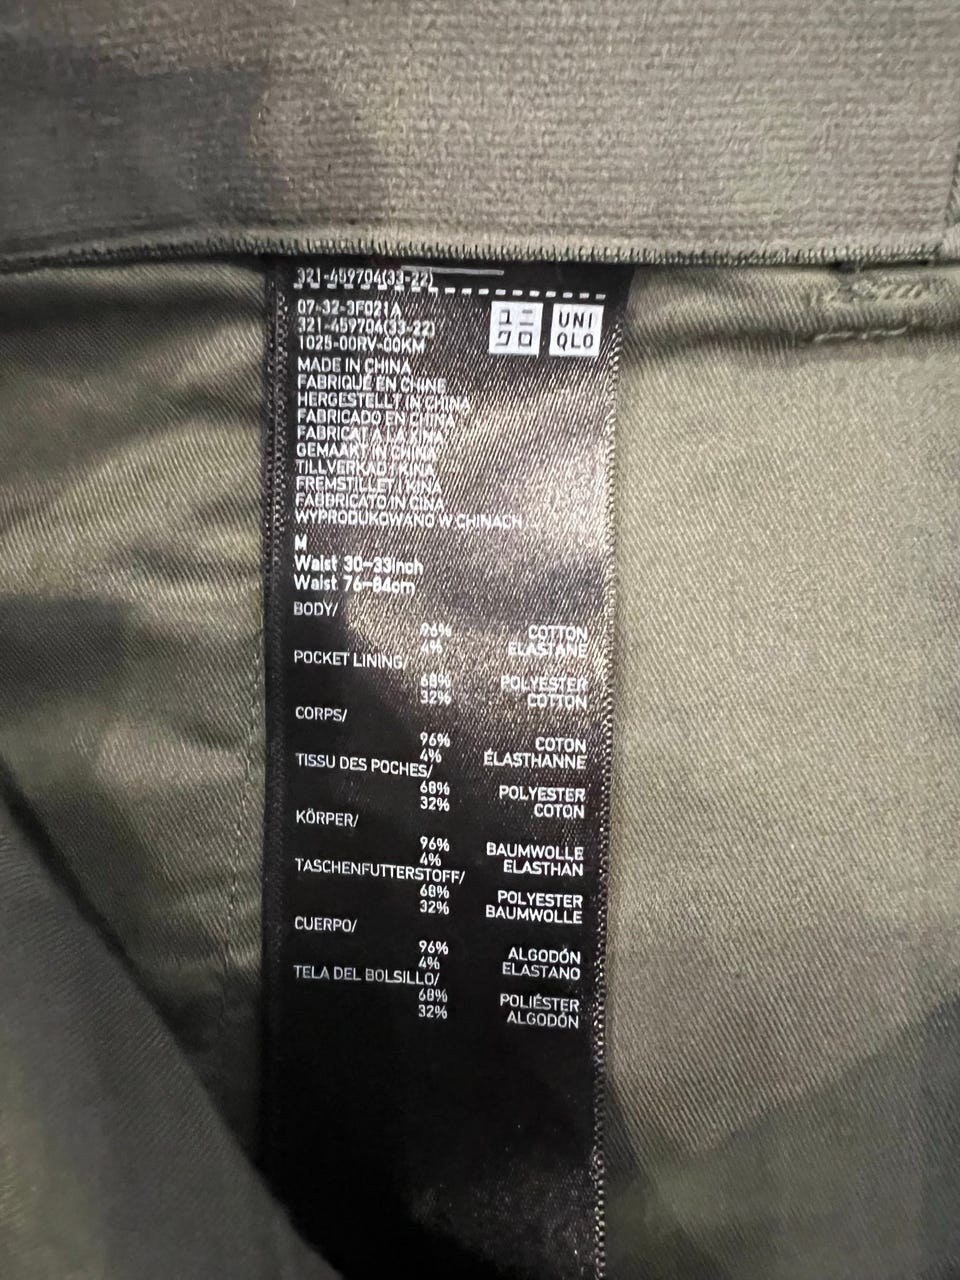 321-459704(33-22)
07-32-3F021A
321-459704(33-22)
1025-00RV-00KM
UNI
QLO
MADE IN CHINA
FABRIQUÉ EN CHINE
HERGESTELLT IN CHINA
FABRICADO EN CHINA
FABRICAT A LA XINA
GEMAAKT IN CHINA
TILLVERKAD I KINA
FREMSTILLET I KINA
FABBRICATO IN CINA
WYPRODUKOWANO W CHINACH
M
Waist 30-33inch
Waist 76-84cm
BODY/
96% COTTON
4% ELASTANE
POCKET LINING/
68% POLYESTER
32% COTTON
CORPS/
96% COTON
4% ÉLASTHANNE
TISSU DES POCHES/
68% POLYESTER
32% COTON
KÖRPER/
96% BAUMWOLLE
4% ELASTHAN
TASCHENFUTTERSTOFF/
68% POLYESTER
32% BAUMWOLLE
CUERPO/
96% ALGODÓN
4% ELASTANO
TELA DEL BOLSILLO/
68% POLIÉSTER
32% ALGODÓN